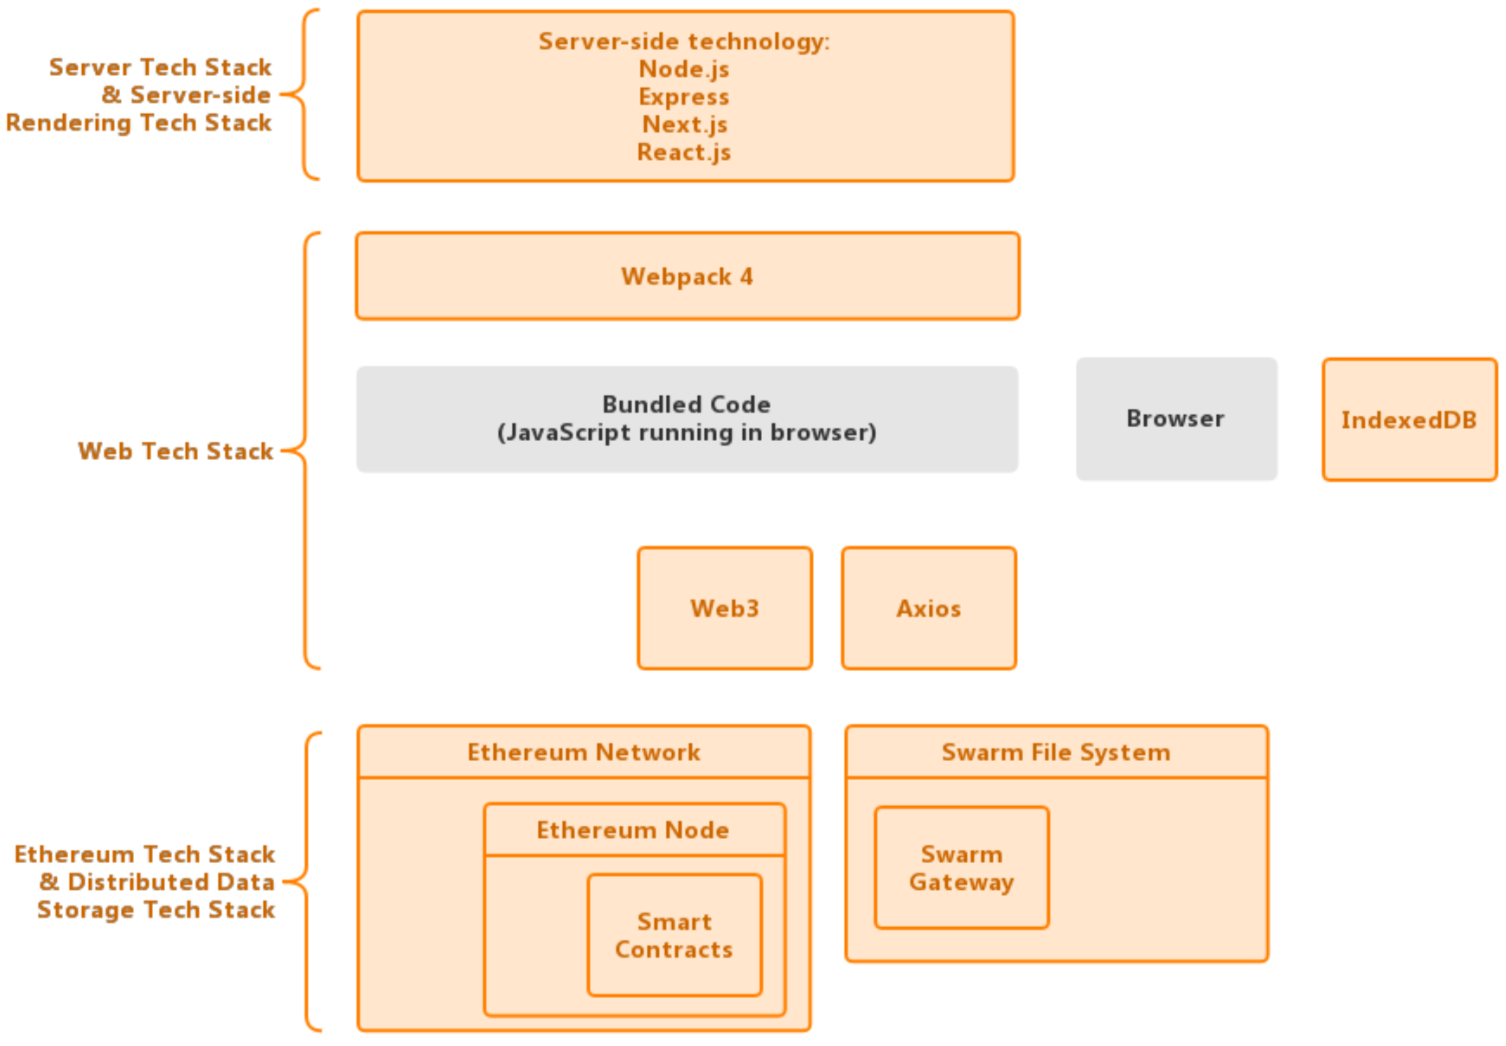 Server Tech Stack
& Server-side
Rendering Tech Stack
Server-side technology:
Node.js
Express
Next.js
React.js
Web Tech Stack
Webpack 4
Bundled Code
(JavaScript running in browser)
Browser
IndexedDB
Web3
Axios
Ethereum Tech Stack
& Distributed Data
Storage Tech Stack
Ethereum Network
Ethereum Node
Smart
Contracts
Swarm File System
Swarm
Gateway